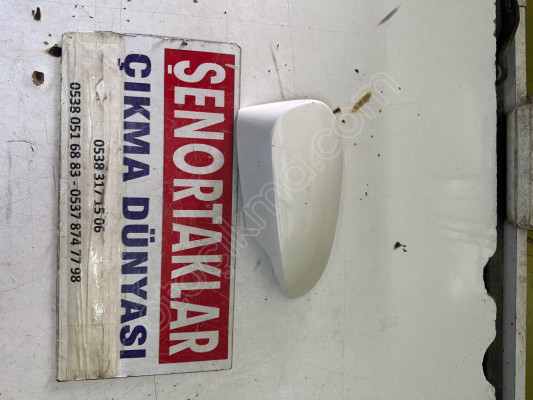 ŞENORTAKLAR
ÇIKMA DÜNYASI
0538 317 15 06
0538 051 68 83 - 0537 874 77 98